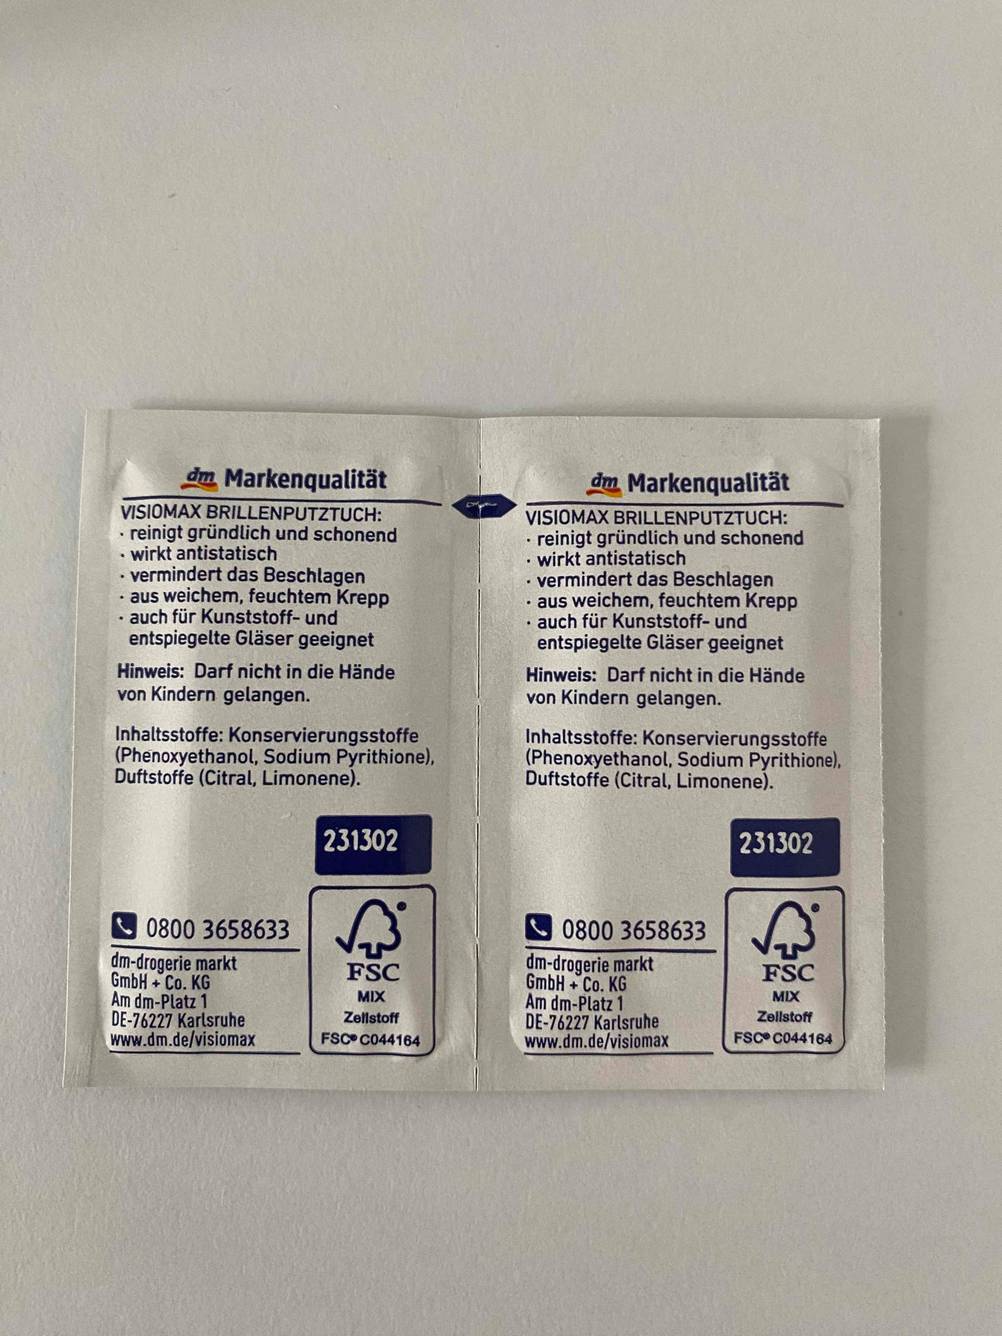 dm Markenqualität
VISIOMAX BRILLENPUTZTUCH:
· reinigt gründlich und schonend
· wirkt antistatisch
· vermindert das Beschlagen
· aus weichem, feuchtem Krepp
· auch für Kunststoff- und
entspiegelte Gläser geeignet
Hinweis: Darf nicht in die Hände
von Kindern gelangen.
Inhaltsstoffe: Konservierungsstoffe
(Phenoxyethanol, Sodium Pyrithione),
Duftstoffe (Citral, Limonene).
231302
0800 3658633
dm-drogerie markt
GmbH + Co. KG
Am dm-Platz 1
DE-76227 Karlsruhe
www.dm.de/visiomax
®
FSC
MIX
Zellstoff
FSC® C044164
dm Markenqualität
VISIOMAX BRILLENPUTZTUCH:
· reinigt gründlich und schonend
· wirkt antistatisch
· vermindert das Beschlagen
· aus weichem, feuchtem Krepp
· auch für Kunststoff- und
entspiegelte Gläser geeignet
Hinweis: Darf nicht in die Hände
von Kindern gelangen.
Inhaltsstoffe: Konservierungsstoffe
(Phenoxyethanol, Sodium Pyrithione),
Duftstoffe (Citral, Limonene).
231302
0800 3658633
dm-drogerie markt
GmbH + Co. KG
Am dm-Platz 1
DE-76227 Karlsruhe
www.dm.de/visiomax
®
FSC
MIX
Zellstoff
FSC® C044164